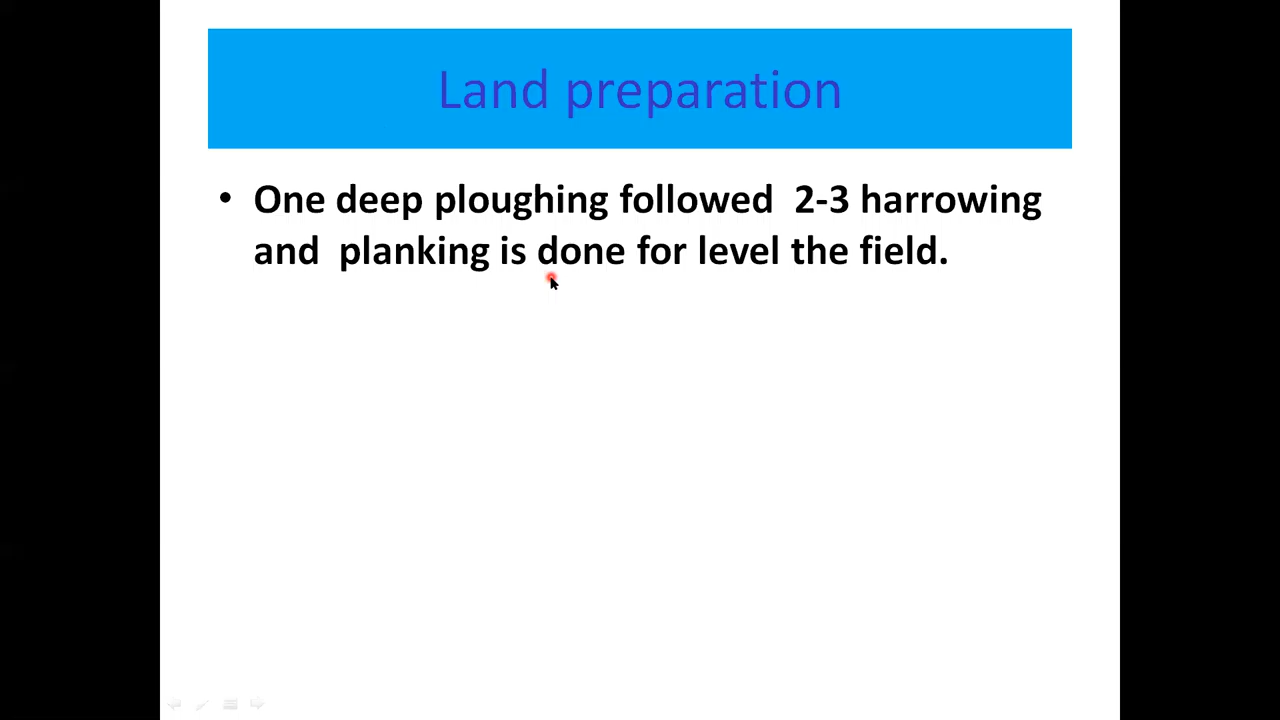 Land preparation
• One deep ploughing followed  2-3 harrowing
and  planking is done for level the field.